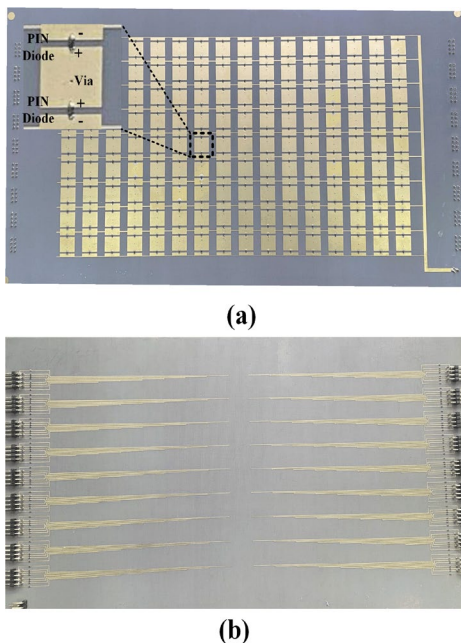 PIN -
Diode +
Via
PIN +
Diode -
(a)
(b)